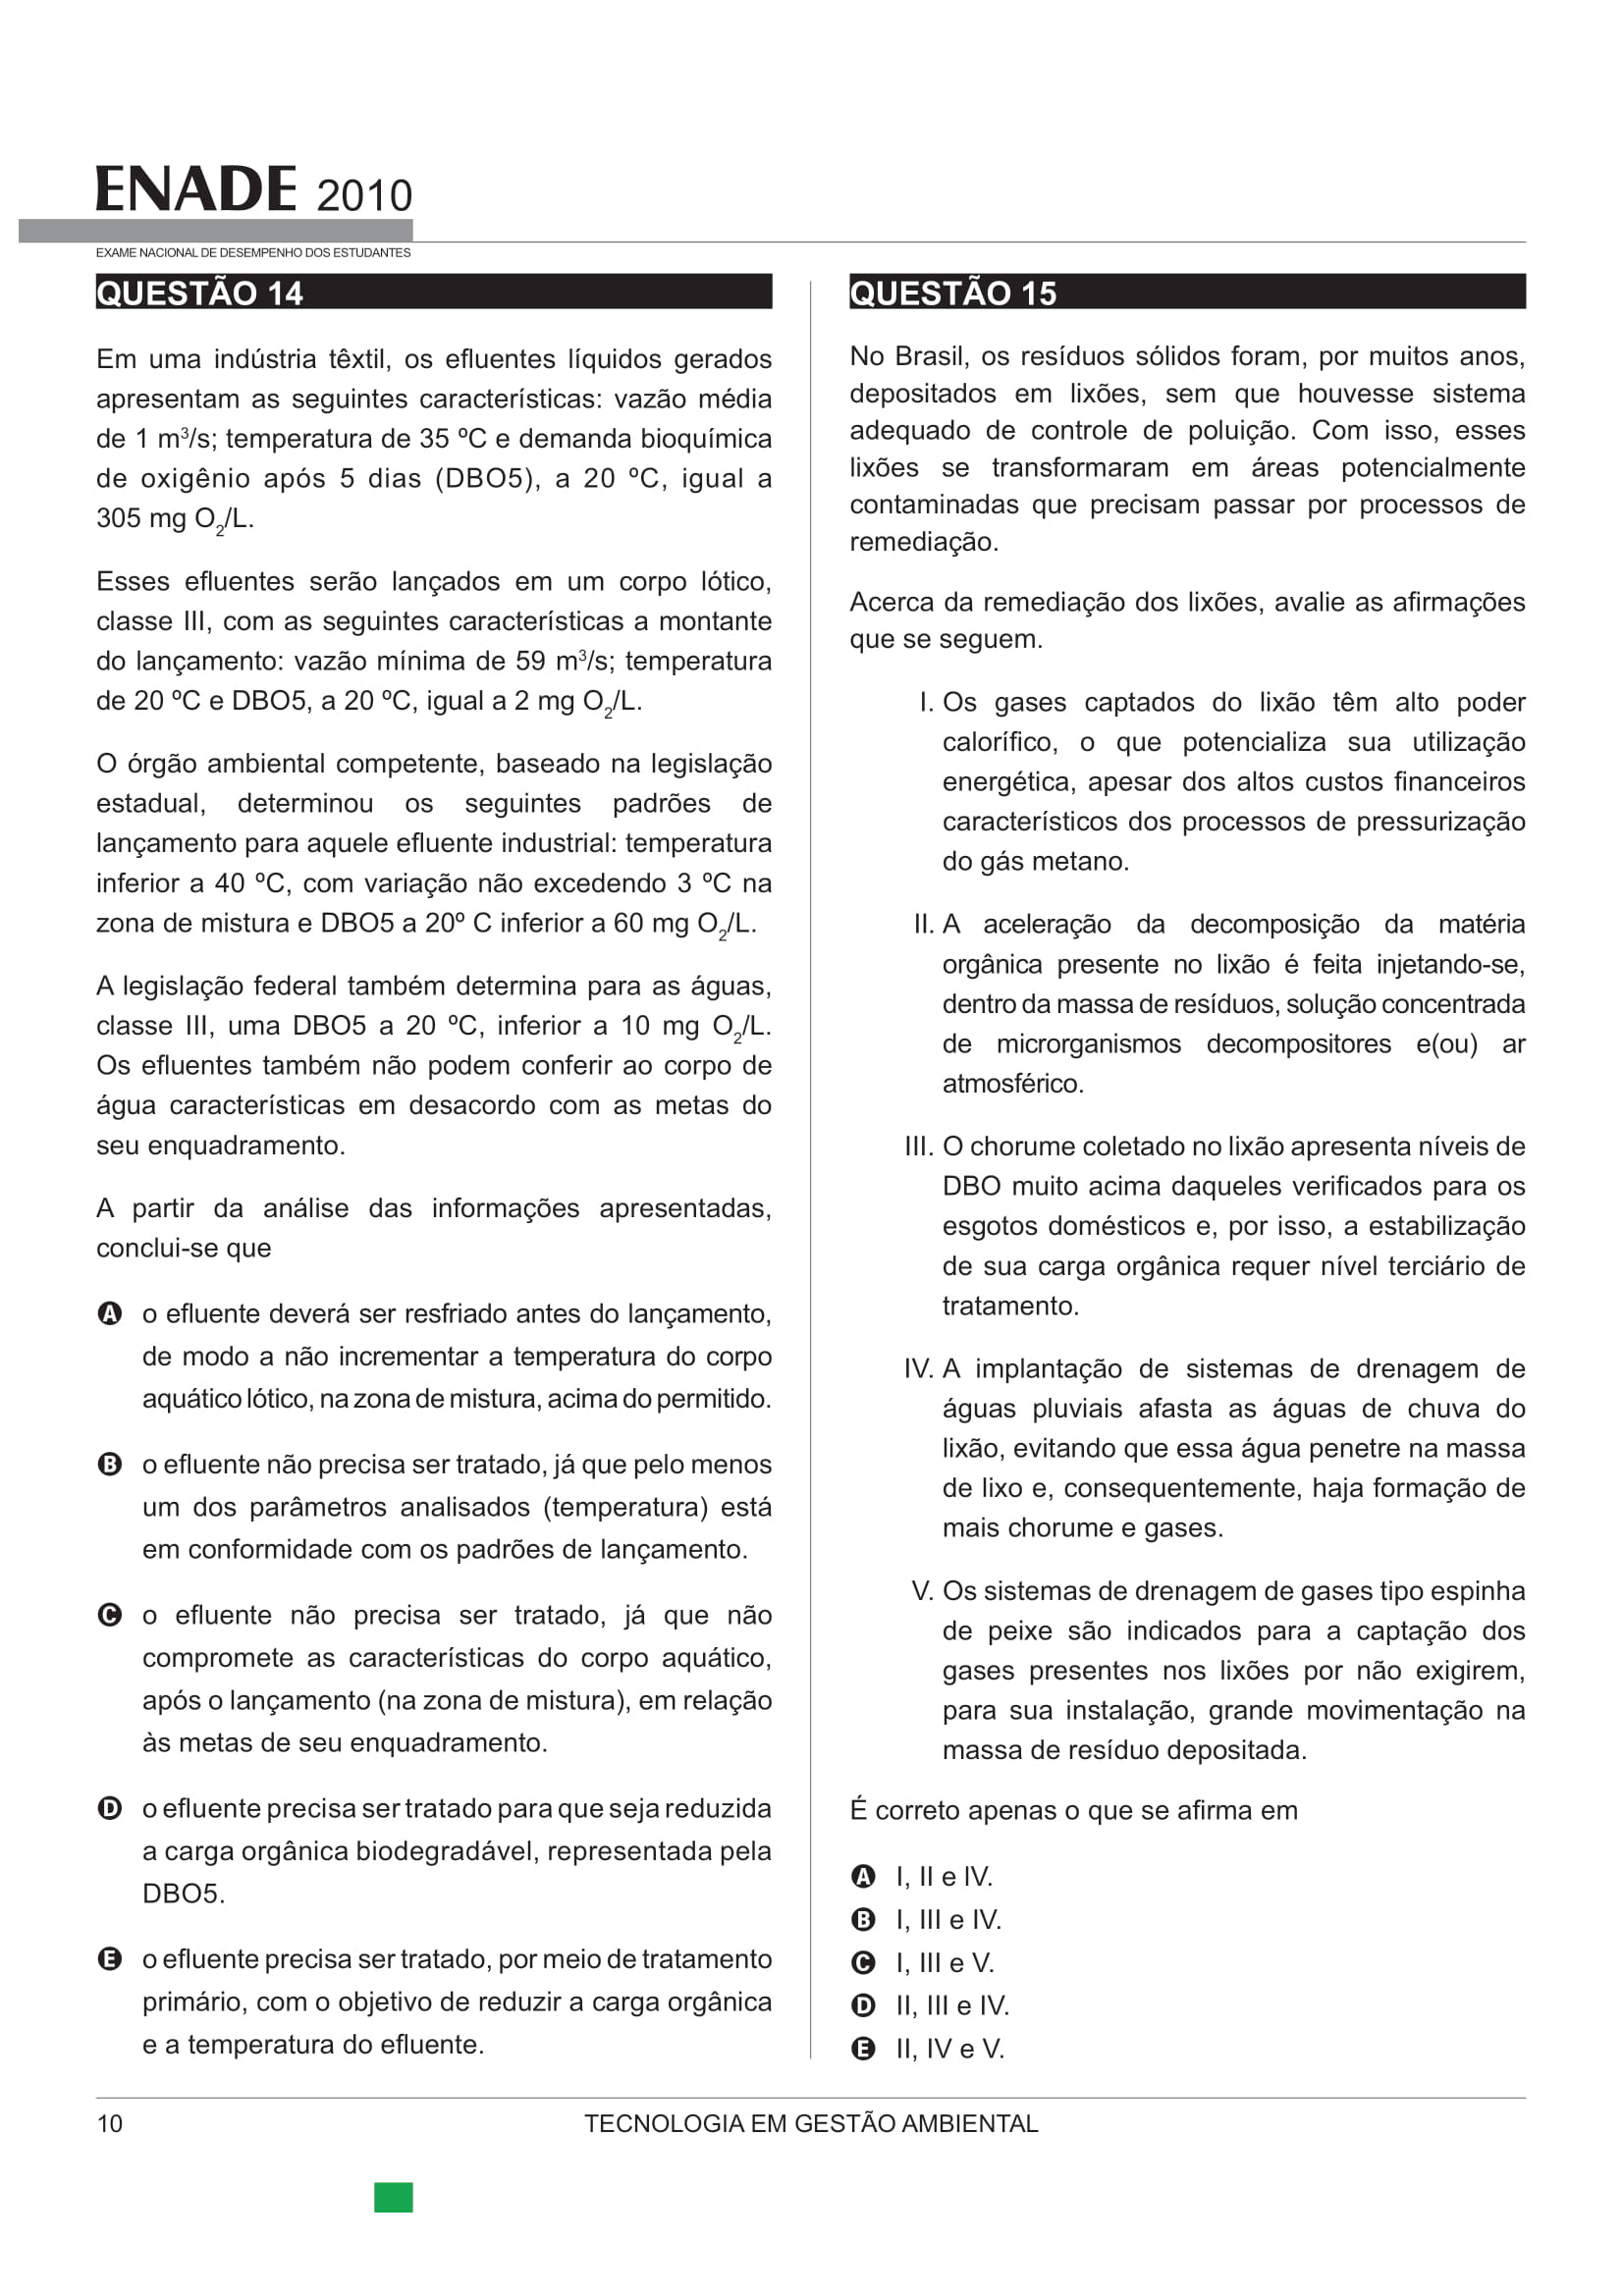 ENADE 2010
EXAME NACIONAL DE DESEMPENHO DOS ESTUDANTES
QUESTÃO 14
Em uma indústria têxtil, os efluentes líquidos gerados
apresentam as seguintes características: vazão média
de 1 m³/s; temperatura de 35 ºC e demanda bioquímica
de oxigênio após 5 dias (DBO5), a 20 ºC, igual a
305 mg O₂/L.
Esses efluentes serão lançados em um corpo lótico,
classe III, com as seguintes características a montante
do lançamento: vazão mínima de 59 m³/s; temperatura
de 20 ºC e DBO5, a 20 ºC, igual a 2 mg O₂/L.
O órgão ambiental competente, baseado na legislação
estadual, determinou os seguintes padrões de
lançamento para aquele efluente industrial: temperatura
inferior a 40 ºC, com variação não excedendo 3 ºC na
zona de mistura e DBO5 a 20º C inferior a 60 mg O₂/L.
A legislação federal também determina para as águas,
classe III, uma DBO5 a 20 ºC, inferior a 10 mg O₂/L.
Os efluentes também não podem conferir ao corpo de
água características em desacordo com as metas do
seu enquadramento.
A partir da análise das informações apresentadas,
conclui-se que
A o efluente deverá ser resfriado antes do lançamento,
de modo a não incrementar a temperatura do corpo
aquático lótico, na zona de mistura, acima do permitido.
B o efluente não precisa ser tratado, já que pelo menos
um dos parâmetros analisados (temperatura) está
em conformidade com os padrões de lançamento.
C o efluente não precisa ser tratado, já que não
compromete as características do corpo aquático,
após o lançamento (na zona de mistura), em relação
às metas de seu enquadramento.
D o efluente precisa ser tratado para que seja reduzida
a carga orgânica biodegradável, representada pela
DBO5.
E o efluente precisa ser tratado, por meio de tratamento
primário, com o objetivo de reduzir a carga orgânica
e a temperatura do efluente.
QUESTÃO 15
No Brasil, os resíduos sólidos foram, por muitos anos,
depositados em lixões, sem que houvesse sistema
adequado de controle de poluição. Com isso, esses
lixões se transformaram em áreas potencialmente
contaminadas que precisam passar por processos de
remediação.
Acerca da remediação dos lixões, avalie as afirmações
que se seguem.
I. Os gases captados do lixão têm alto poder
calorífico, o que potencializa sua utilização
energética, apesar dos altos custos financeiros
característicos dos processos de pressurização
do gás metano.
II. A aceleração da decomposição da matéria
orgânica presente no lixão é feita injetando-se,
dentro da massa de resíduos, solução concentrada
de microrganismos decompositores e(ou) ar
atmosférico.
III. O chorume coletado no lixão apresenta níveis de
DBO muito acima daqueles verificados para os
esgotos domésticos e, por isso, a estabilização
de sua carga orgânica requer nível terciário de
tratamento.
IV. A implantação de sistemas de drenagem de
águas pluviais afasta as águas de chuva do
lixão, evitando que essa água penetre na massa
de lixo e, consequentemente, haja formação de
mais chorume e gases.
V. Os sistemas de drenagem de gases tipo espinha
de peixe são indicados para a captação dos
gases presentes nos lixões por não exigirem,
para sua instalação, grande movimentação na
massa de resíduo depositada.
É correto apenas o que se afirma em
A I, II e IV.
B I, III e IV.
C I, III e V.
D II, III e IV.
E II, IV e V.
10
TECNOLOGIA EM GESTÃO AMBIENTAL